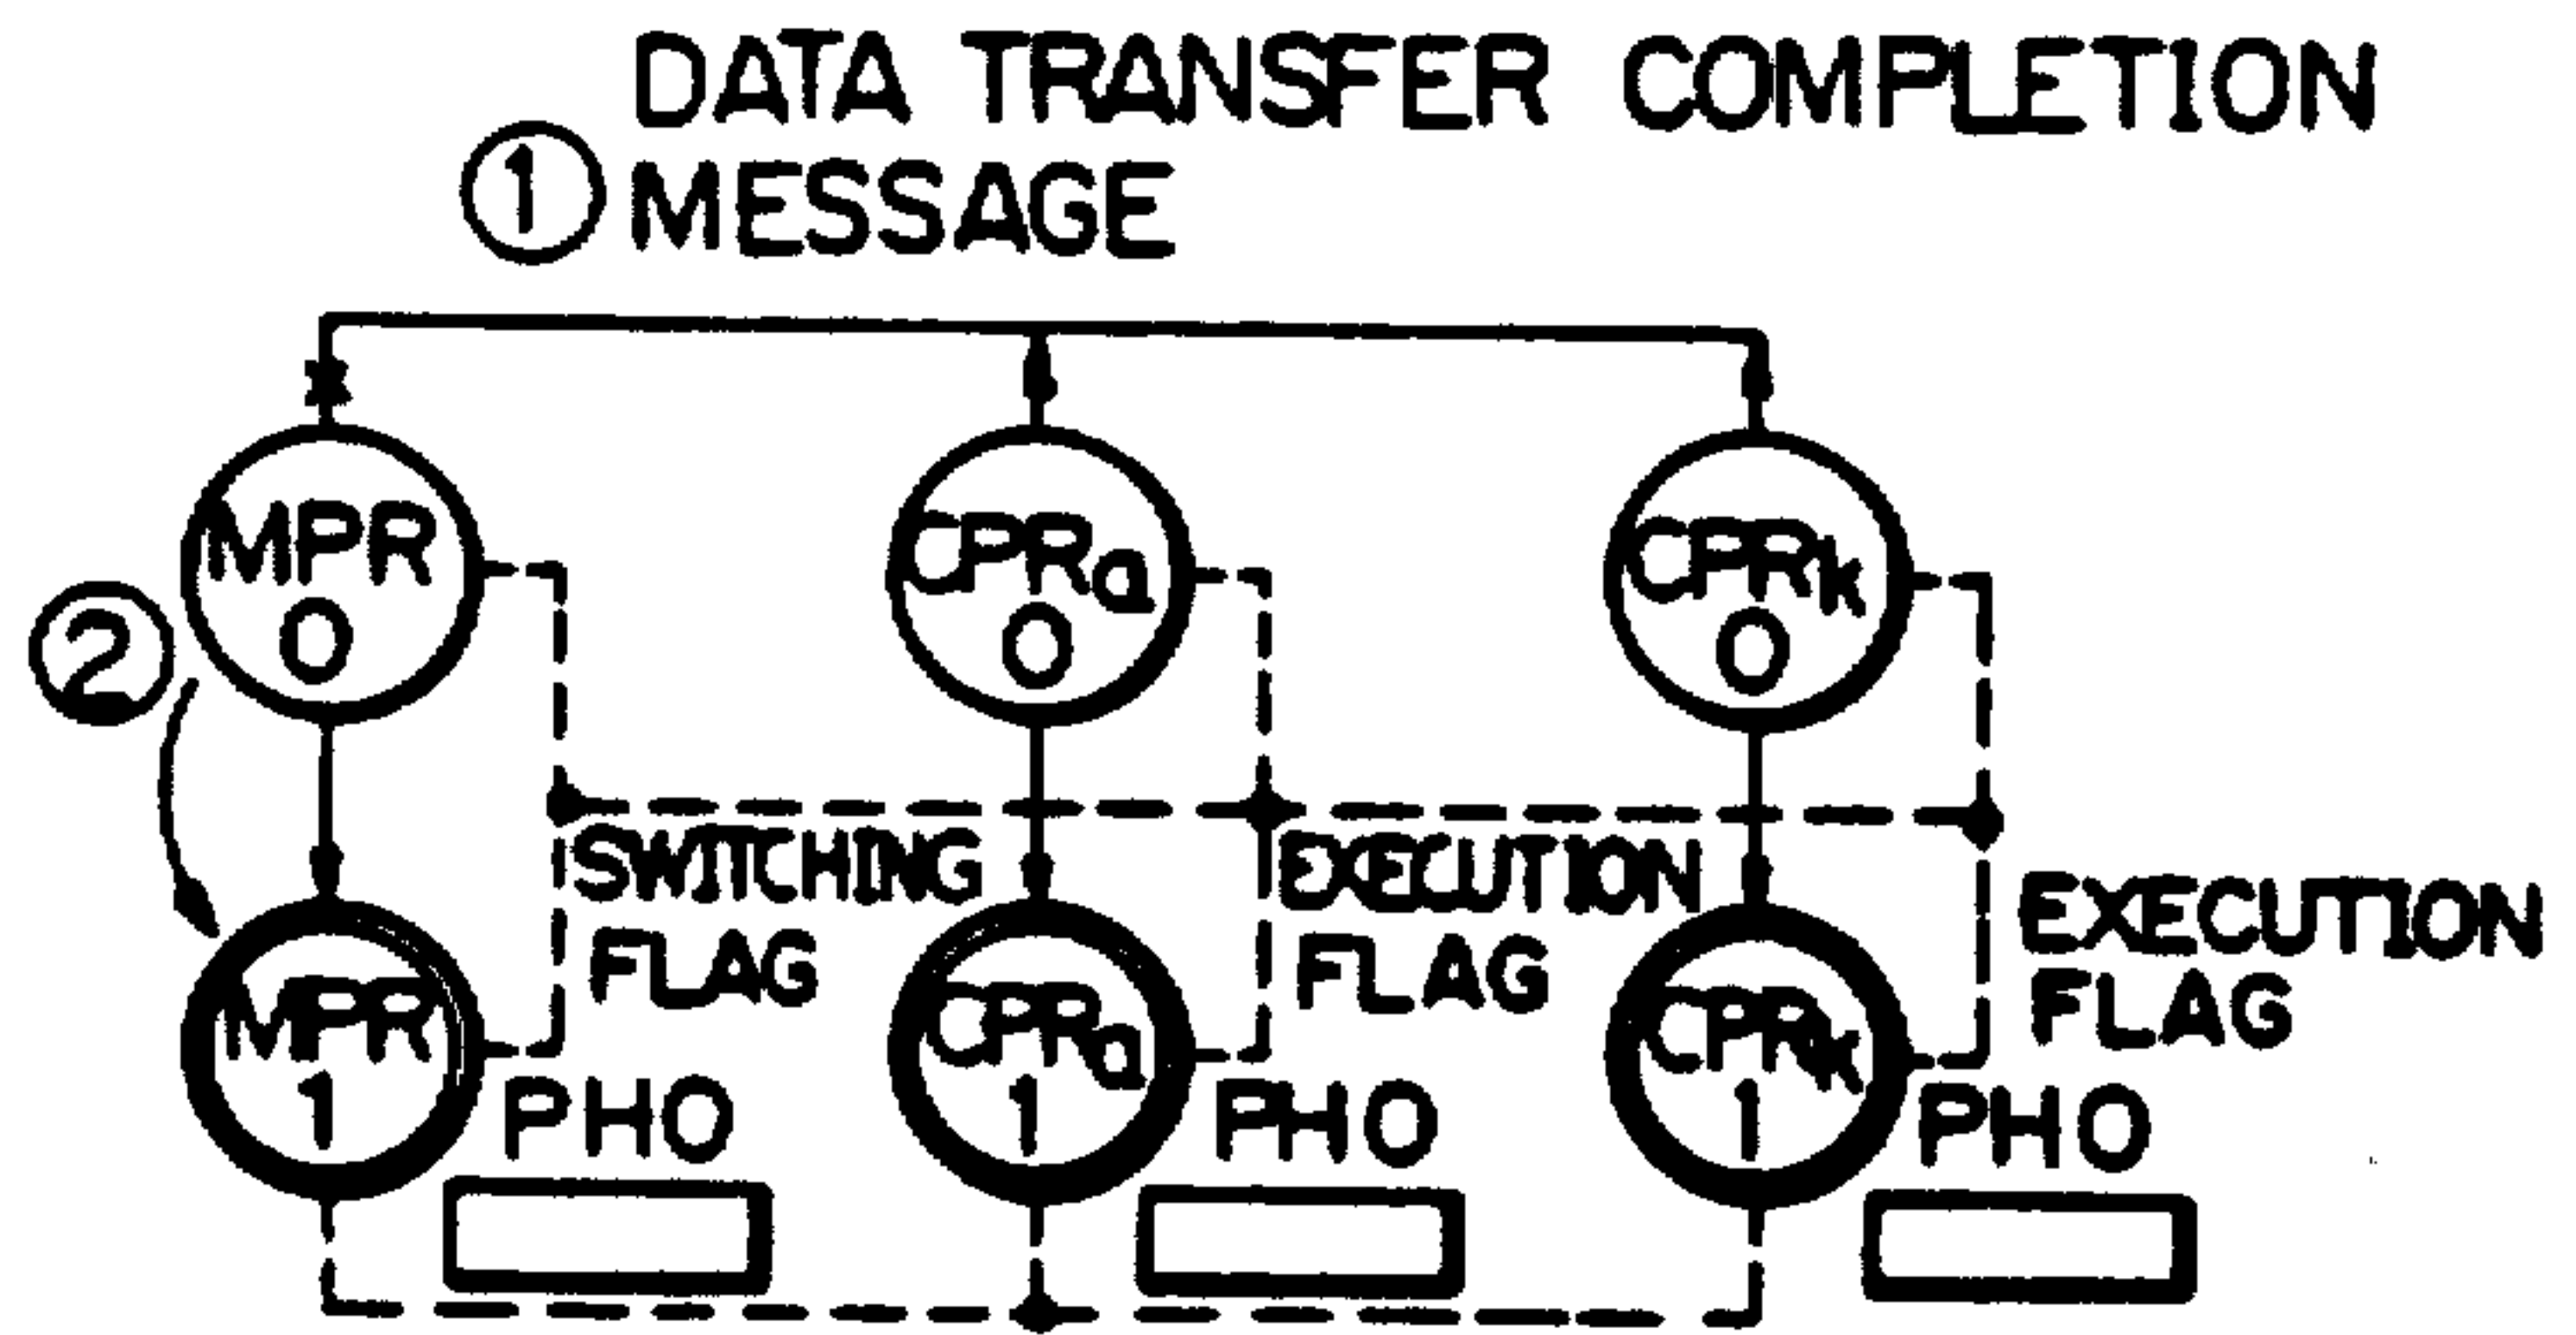 DATA TRANSFER COMPLETION
① MESSAGE
MPR
0
CPRa
0
CPRk
0
②
SWITCHING
FLAG
EXECUTION
FLAG
EXECUTION
FLAG
MPR
1
PHO
CPRa
1
PHO
CPRk
1
PHO